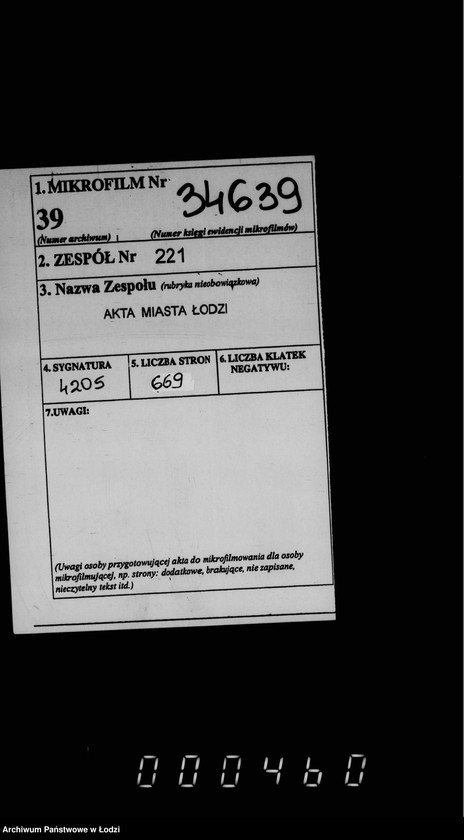 1. MIKROFILM Nr 34639
39
(Numer archiwum) (Numer księgi ewidencji mikrofilmów)
2. ZESPÓŁ Nr 221
3. Nazwa Zespołu (rubryka nieobowiązkowa)
AKTA MIASTA ŁODZI
4. SYGNATURA 5. LICZBA STRON 6. LICZBA KLATEK
NEGATYWU:
4205 669
7.UWAGI:
(Uwagi osoby przygotowującej akta do mikrofilmowania dla osoby
mikrofilmującej, np. strony: dodatkowe, brakujące, nie zapisane,
nieczytelny tekst itd.)
000460
Archiwum Państwowe w Łodzi